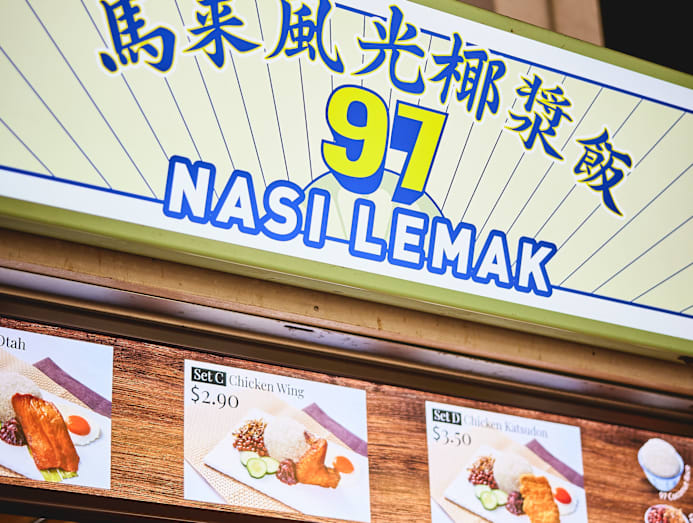 馬来風光椰漿飯
97
NASI LEMAK
Otah
Set C Chicken Wing
$2.90
Set D Chicken Katsudon
$3.50